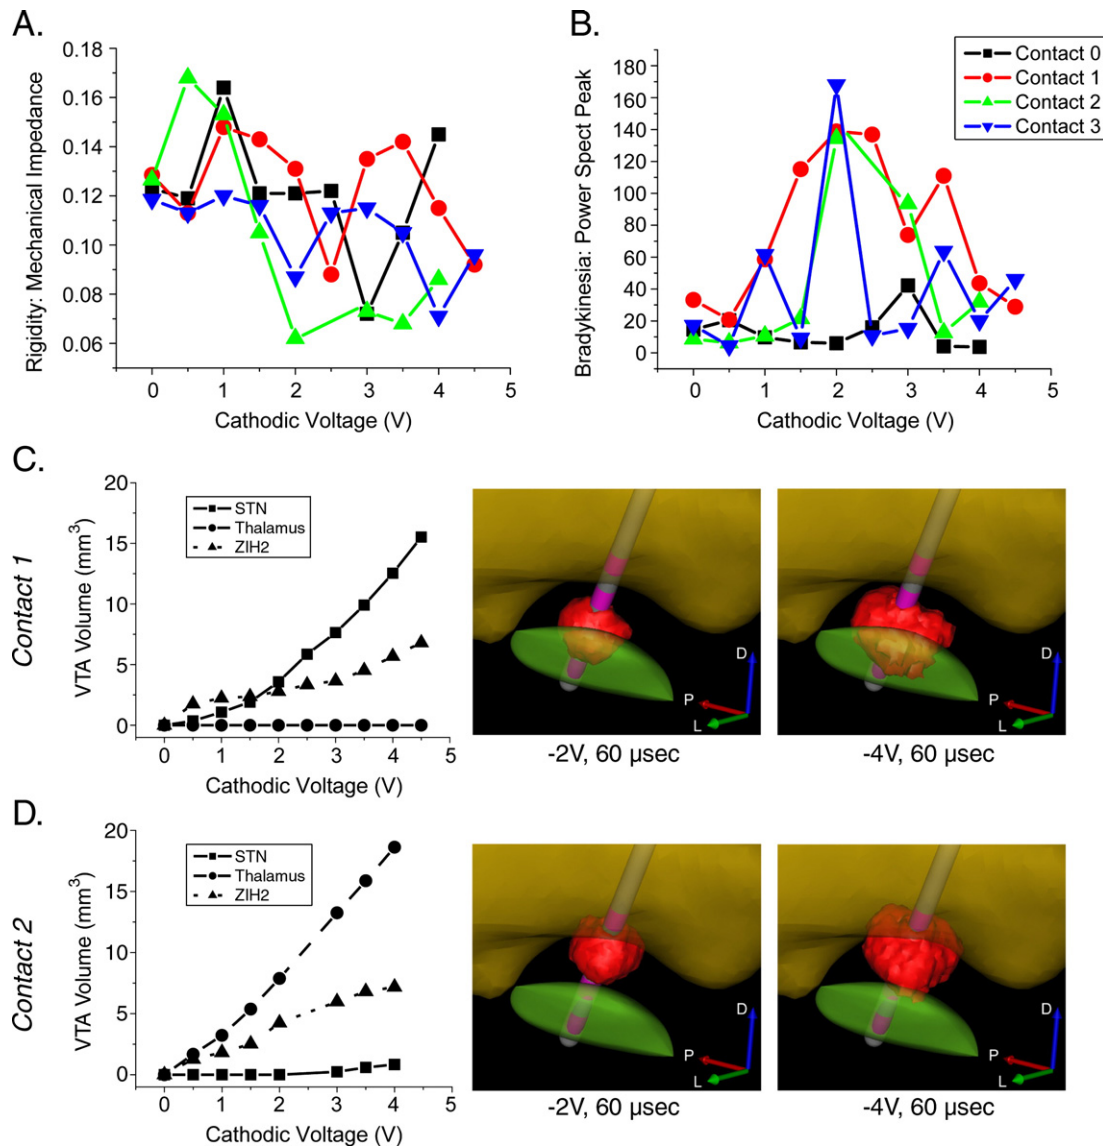 A.
0.18
0.16
0.14
0.12
0.10
0.08
0.06
Rigidity: Mechanical Impedance
0 1 2 3 4 5
Cathodic Voltage (V)
B.
180
160
140
120
100
80
60
40
20
0
Bradykinesia: Power Spect Peak
Contact 0
Contact 1
Contact 2
Contact 3
0 1 2 3 4 5
Cathodic Voltage (V)
C.
Contact 1
20
15
10
5
0
VTA Volume (mm³)
STN
Thalamus
ZIH2
0 1 2 3 4 5
Cathodic Voltage (V)
D
P
L
-2V, 60 µsec
D
P
L
-4V, 60 µsec
D.
Contact 2
20
15
10
5
0
VTA Volume (mm³)
STN
Thalamus
ZIH2
0 1 2 3 4 5
Cathodic Voltage (V)
D
P
L
-2V, 60 µsec
D
P
L
-4V, 60 µsec